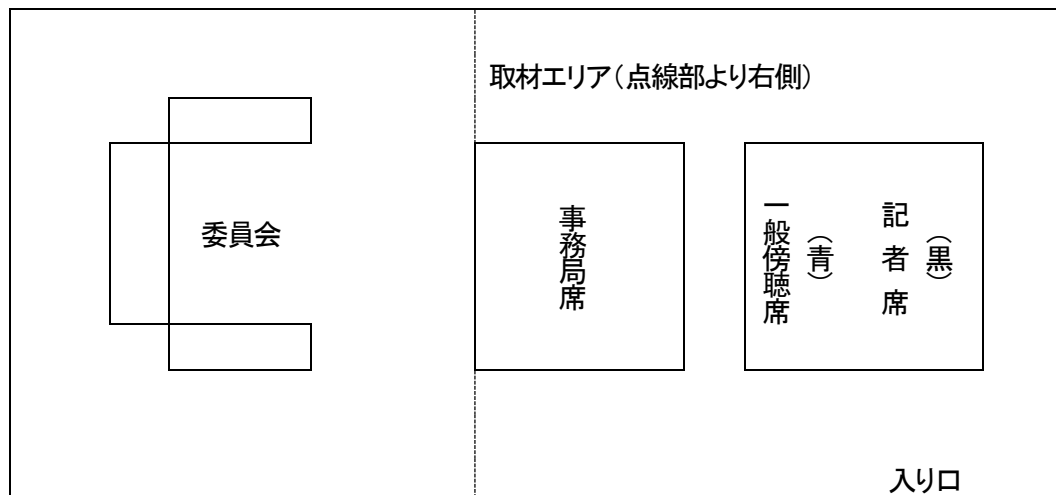 取材エリア（点線部より右側）
委員会
事務局席
一般傍聴席
（青）
記者席
（黒）
入り口